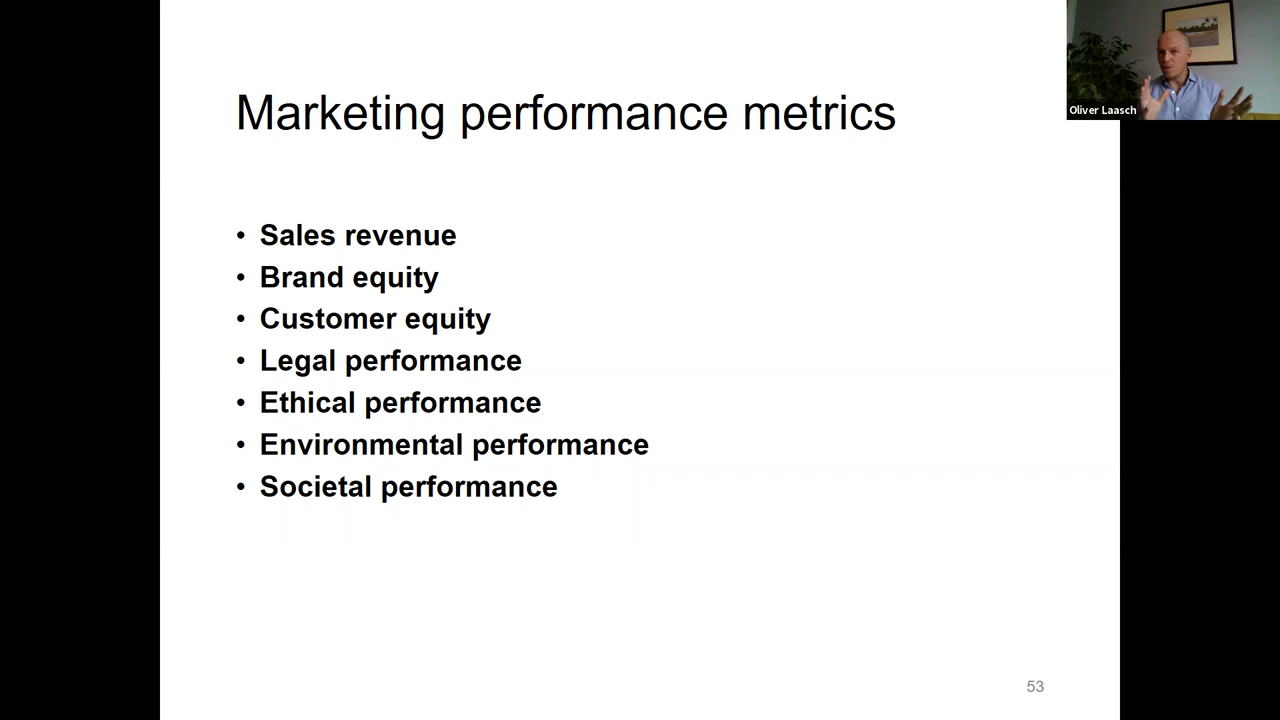 Marketing performance metrics
Oliver Laasch
• Sales revenue
• Brand equity
• Customer equity
• Legal performance
• Ethical performance
• Environmental performance
• Societal performance
53